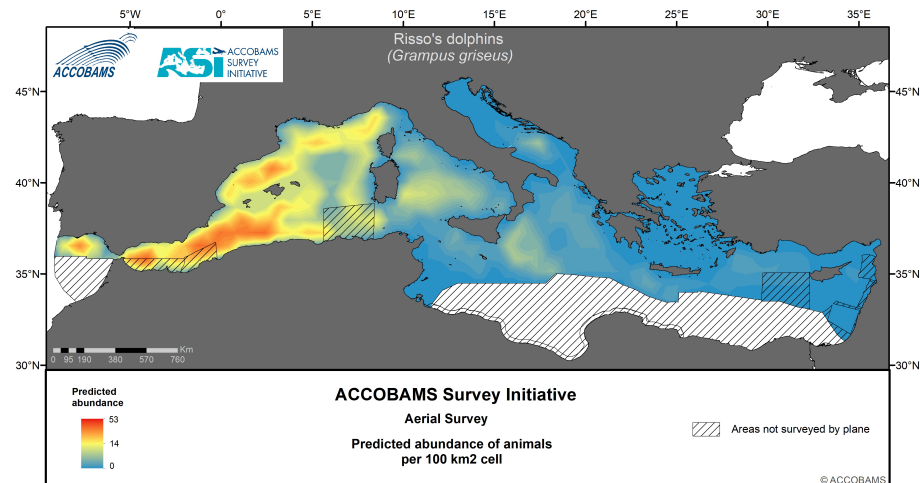 5°W 0° 5°E 10°E 15°E 20°E 25°E 30°E 35°E
Risso's dolphins
(Grampus griseus)
ACCOBAMS
ASI
ACCOBAMS
SURVEY
INITIATIVE
45°N 45°N
40°N 40°N
35°N 35°N
30°N 30°N
Km
0 95 190 380 570 760
Predicted
abundance
53
14
0
ACCOBAMS Survey Initiative
Aerial Survey
Predicted abundance of animals
per 100 km2 cell
Areas not surveyed by plane
© ACCOBAMS